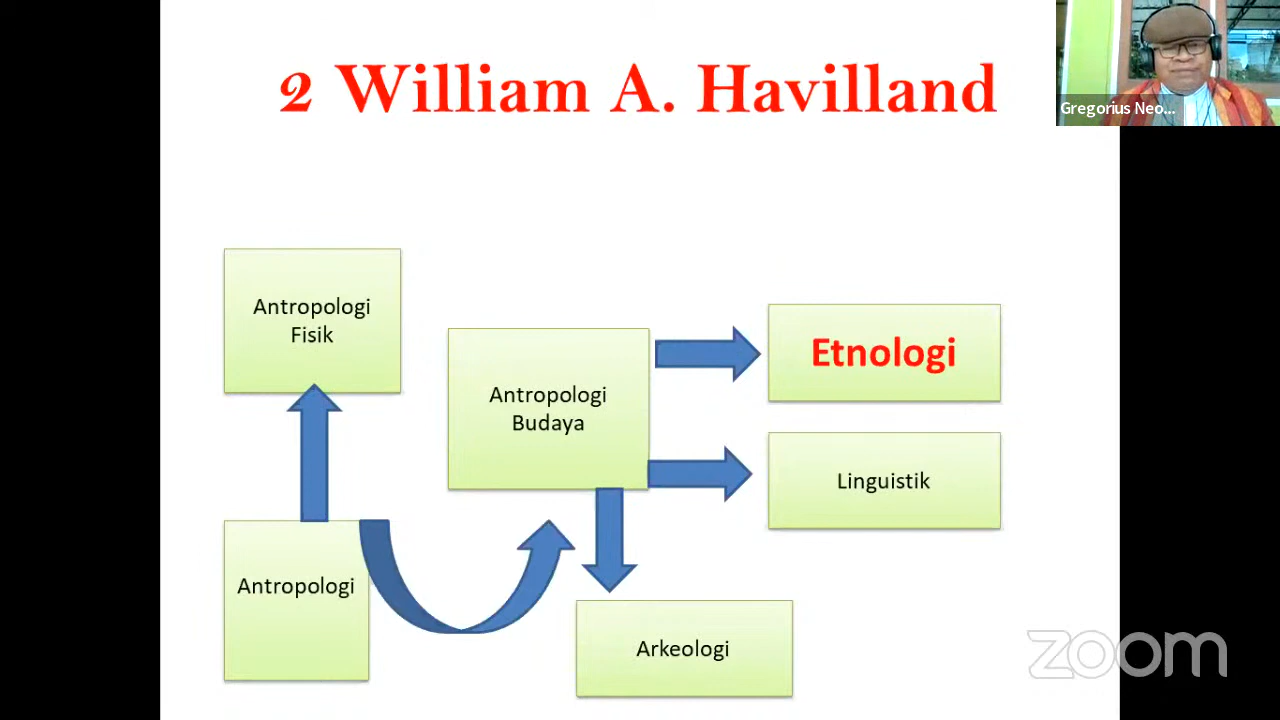 2 William A. Havilland
Gregorius Neo...
Antropologi
Fisik
Antropologi
Budaya
Etnologi
Linguistik
Antropologi
Arkeologi
zoom